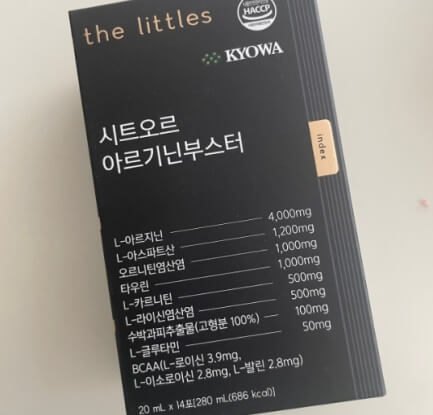 the littles
HACCP
KYOWA
시트오르
아르기닌부스터
index
L-아르지닌 4,000mg
L-아스파트산 1,200mg
오르니틴염산염 1,000mg
타우린 1,000mg
L-카르니틴 500mg
L-라이신염산염 500mg
수박과피추출물(고형분 100%) 100mg
L-글루타민 50mg
BCAA(L-로이신 3.9mg,
L-이소로이신 2.8mg, L-발린 2.8mg)
20 mL x 14포[280 mL(686 kcal)]